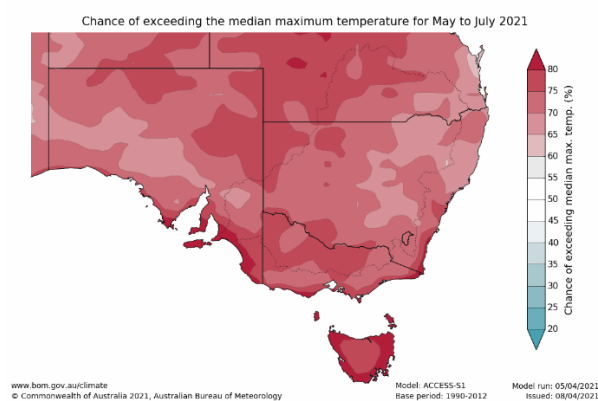 Chance of exceeding the median maximum temperature for May to July 2021
80
75
70
65
60
55
50
45
40
35
30
25
20
Chance of exceeding median max. temp. (%)
www.bom.gov.au/climate
© Commonwealth of Australia 2021, Australian Bureau of Meteorology
Model: ACCESS-S1
Base period: 1990-2012
Model run: 05/04/2021
Issued: 08/04/2021